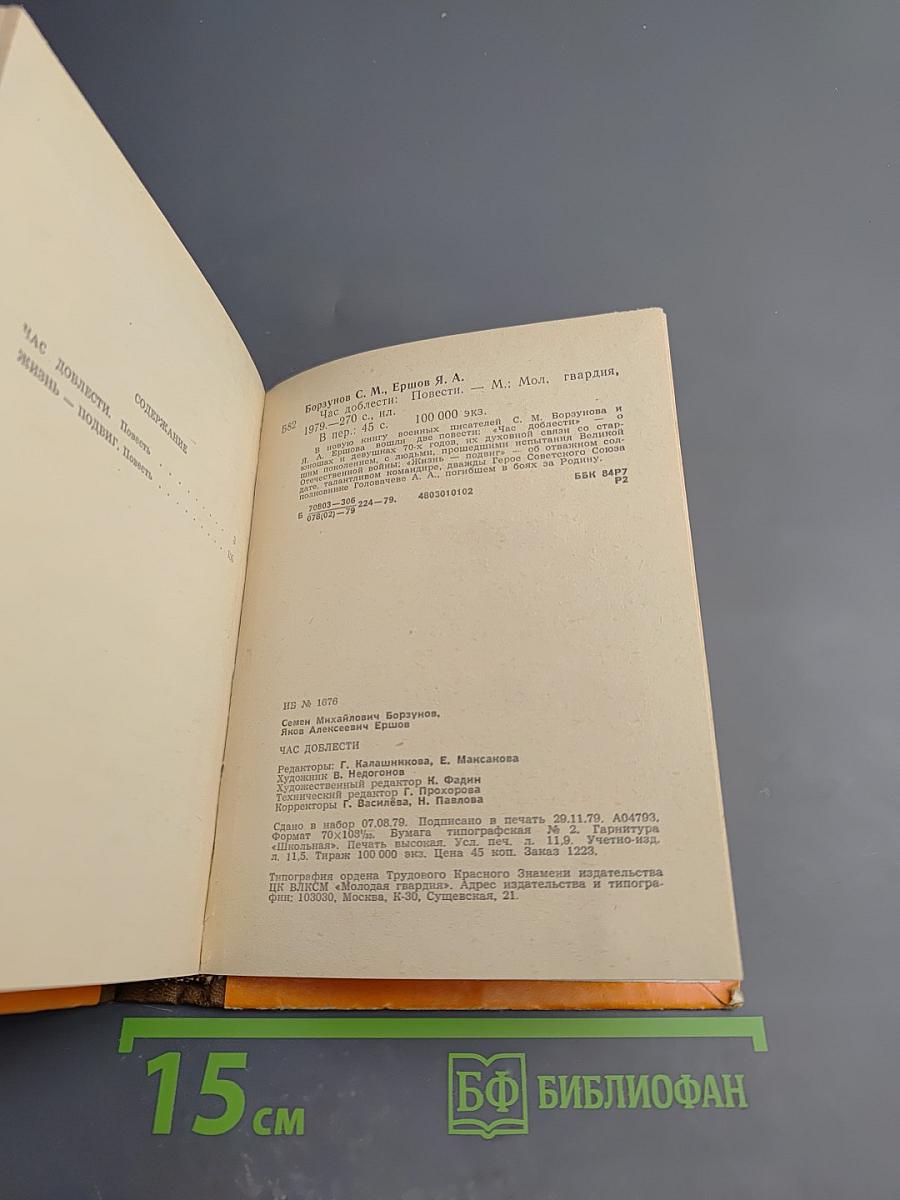 СОДЕРЖАНИЕ
ЧАС ДОБЛЕСТИ. Повесть . . . . . . . . . 3
ЖИЗНЬ — ПОДВИГ. Повесть . . . . . . . .
Борзунов С. М., Ершов Я. А.
Б82 Час доблести: Повести. — М.: Мол. гвардия,
1979.—270 с., ил.
В пер.: 45 с. 100 000 экз.
В новую книгу военных писателей С. М. Борзунова и
Я. А. Ершова вошли две повести: «Час доблести» — о
юношах и девушках 70-х годов, их духовной связи со стар-
шим поколением, с людьми, прошедшими испытания Великой
Отечественной войны; «Жизнь — подвиг» — об отважном сол-
дате, талантливом командире, дважды Герое Советского Союза
полковнике Головачеве А. А., погибшем в боях за Родину.
Б 70803—306
078(02)—79 224—79. 4803010102
ББК 84Р7
Р2
ИБ № 1676
Семен Михайлович Борзунов,
Яков Алексеевич Ершов
ЧАС ДОБЛЕСТИ
Редакторы: Г. Калашникова, Е. Максакова
Художник В. Недогонов
Художественный редактор К. Фадин
Технический редактор Г. Прохорова
Корректоры Г. Василёва, Н. Павлова
Сдано в набор 07.08.79. Подписано в печать 29.11.79. А04793.
Формат 70×108¹/₃₂. Бумага типографская № 2. Гарнитура
«Школьная». Печать высокая. Усл. печ. л. 11,9. Учетно-изд.
л. 11,5. Тираж 100 000 экз. Цена 45 коп. Заказ 1223.
Типография ордена Трудового Красного Знамени издательства
ЦК ВЛКСМ «Молодая гвардия». Адрес издательства и типогра-
фии: 103030, Москва, К-30, Сущевская, 21.
15 см
БФ БИБЛИОФАН